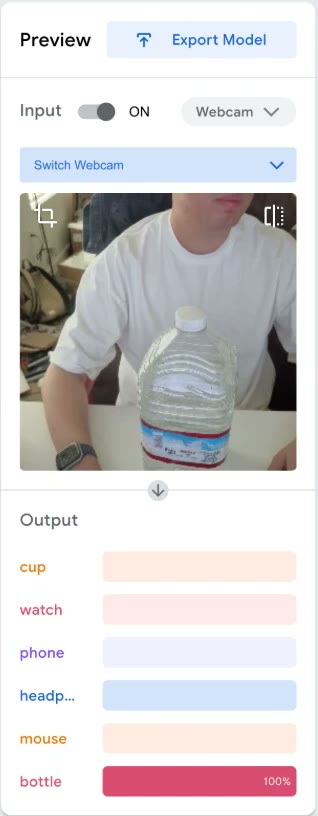 Preview
Export Model
Input
ON
Webcam
Switch Webcam
Output
cup
watch
phone
headp...
mouse
bottle
100%